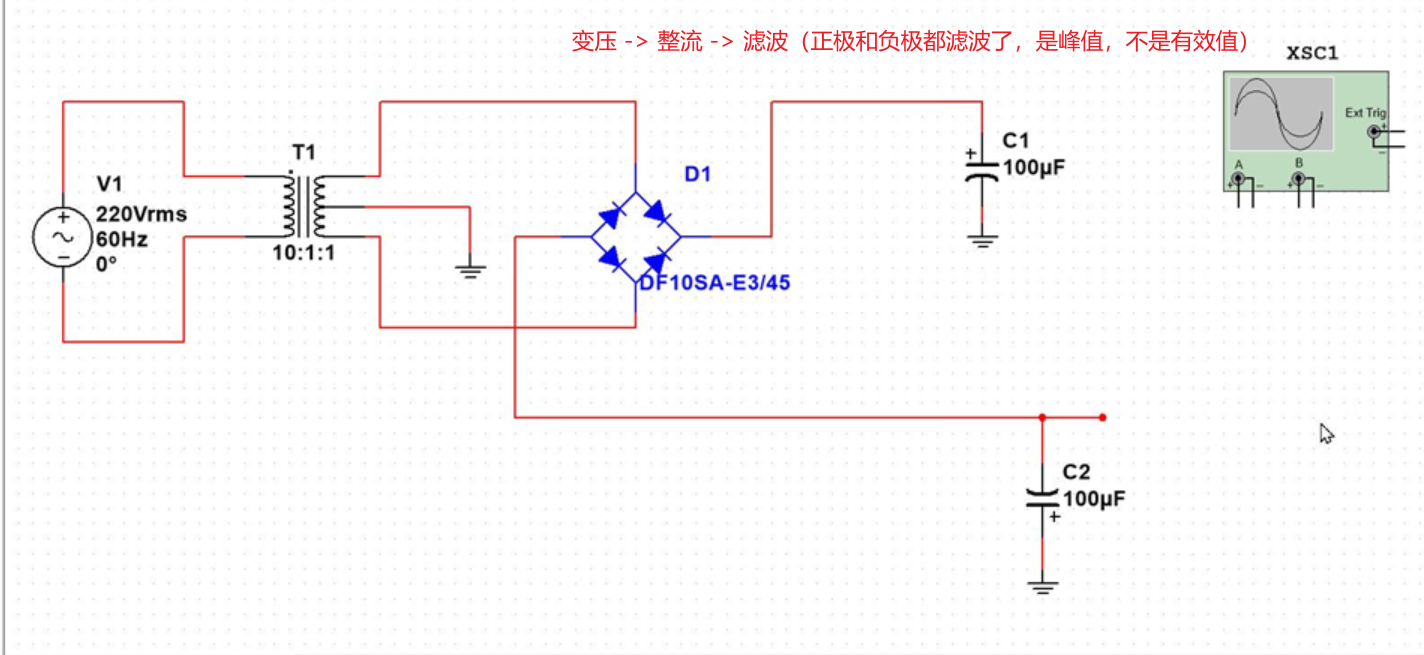 变压 -> 整流 -> 滤波（正极和负极都滤波了，是峰值，不是有效值）
XSC1
Ext Trig
+
−
A
B
+
−
+
−
T1
V1
+
−
220Vrms
60Hz
0°
10:1:1
D1
DF10SA-E3/45
C1
+
100µF
C2
100µF
+